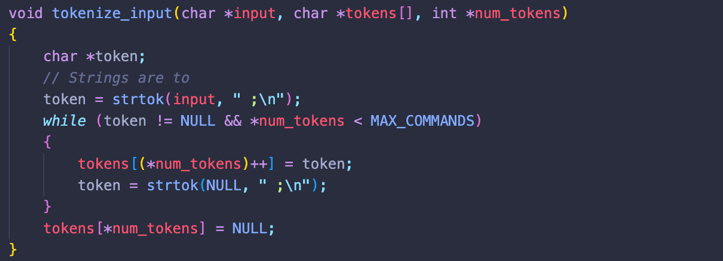 void tokenize_input(char *input, char *tokens[], int *num_tokens)
{
    char *token;
    // Strings are to
    token = strtok(input, " ;\n");
    while (token != NULL && *num_tokens < MAX_COMMANDS)
    {
        tokens[(*num_tokens)++] = token;
        token = strtok(NULL, " ;\n");
    }
    tokens[*num_tokens] = NULL;
}